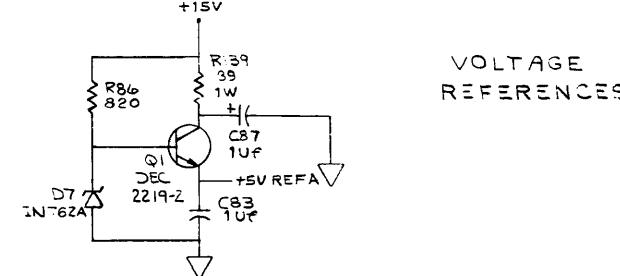 +15V
R139
39
1W
R86
820
+
C87
1Uf
Q1
DEC
2219-2
+5V REFA
D7
1N762A
C83
1Uf
VOLTAGE
REFERENCES